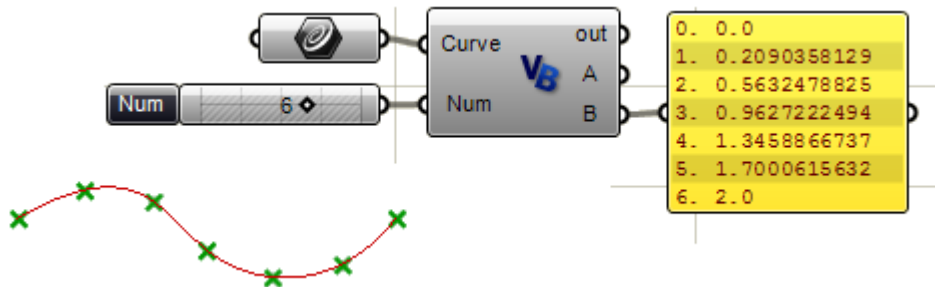 Curve
Num
VB
out
A
B
Num
6
0. 0.0
1. 0.2090358129
2. 0.5632478825
3. 0.9627222494
4. 1.3458866737
5. 1.7000615632
6. 2.0